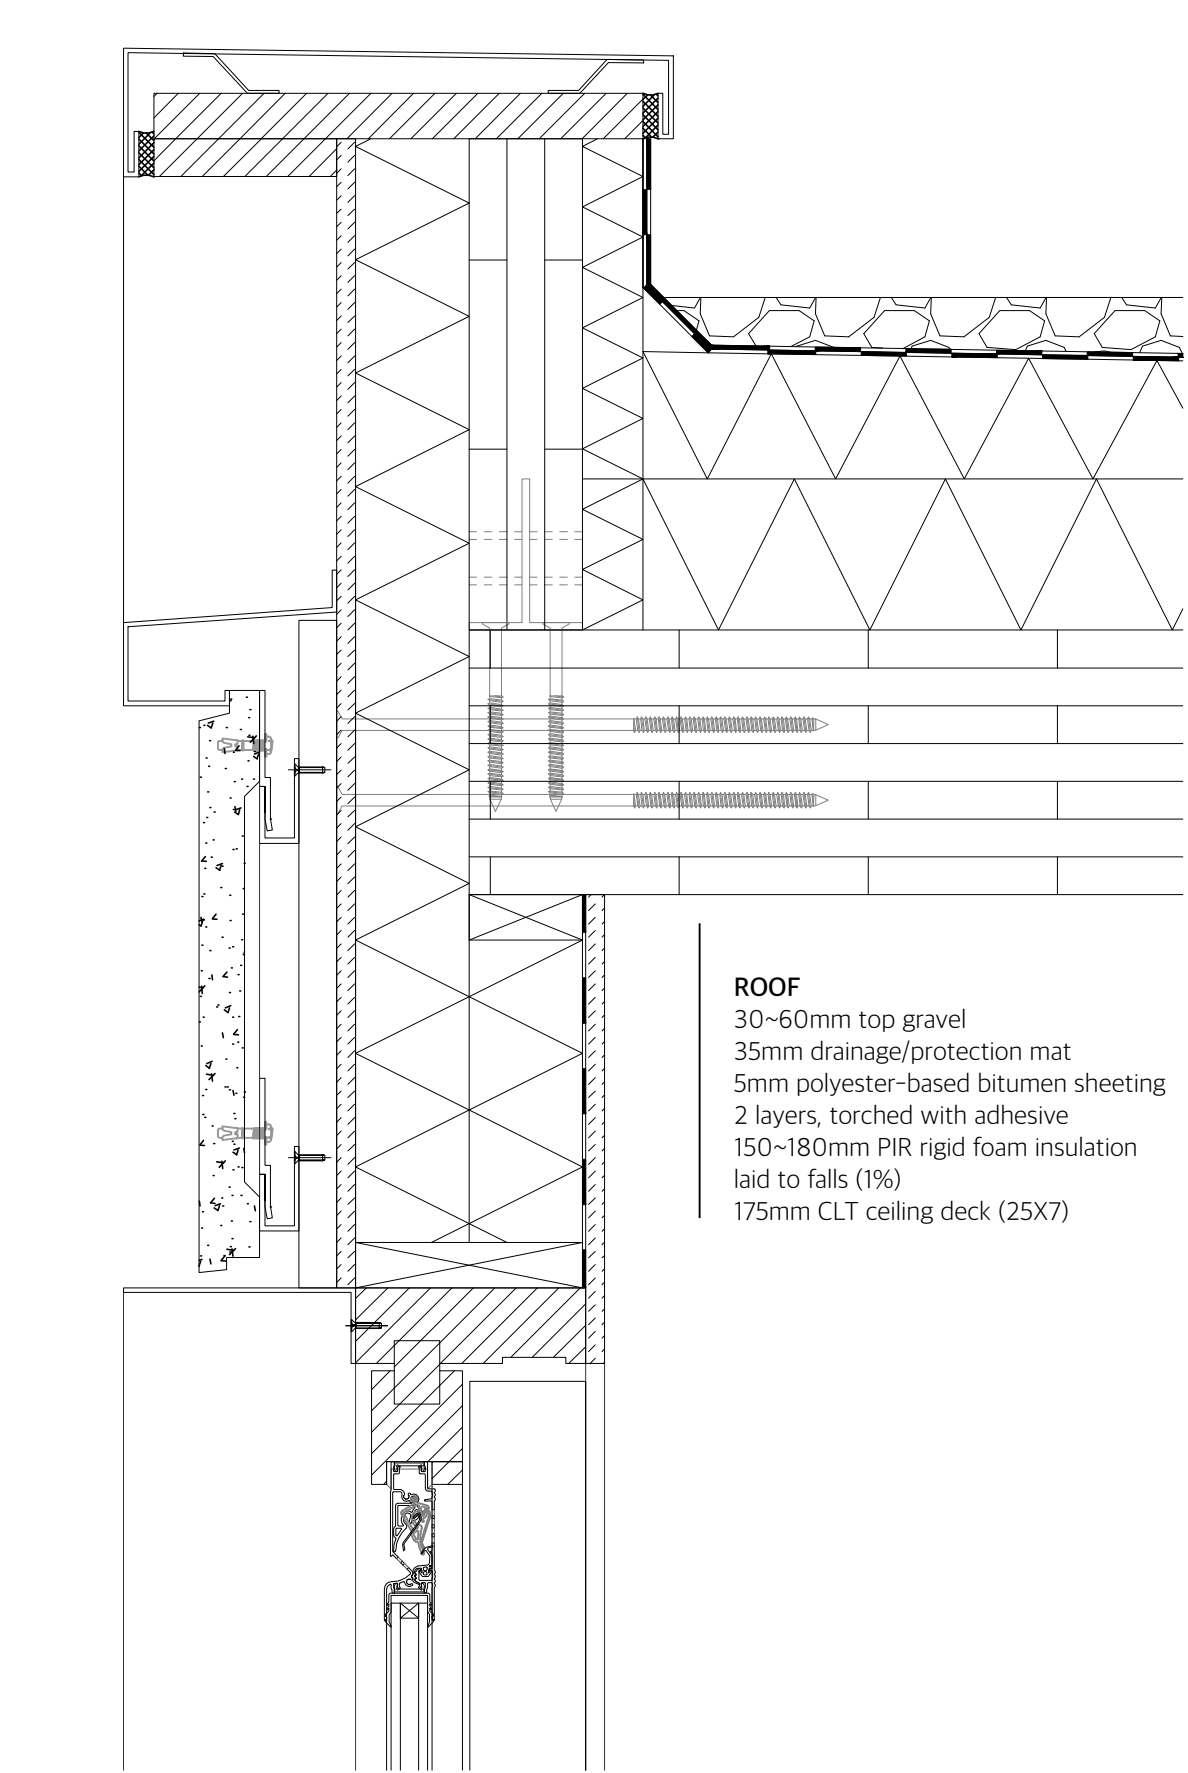 ROOF
30~60mm top gravel
35mm drainage/protection mat
5mm polyester-based bitumen sheeting
2 layers, torched with adhesive
150~180mm PIR rigid foam insulation
laid to falls (1%)
175mm CLT ceiling deck (25X7)